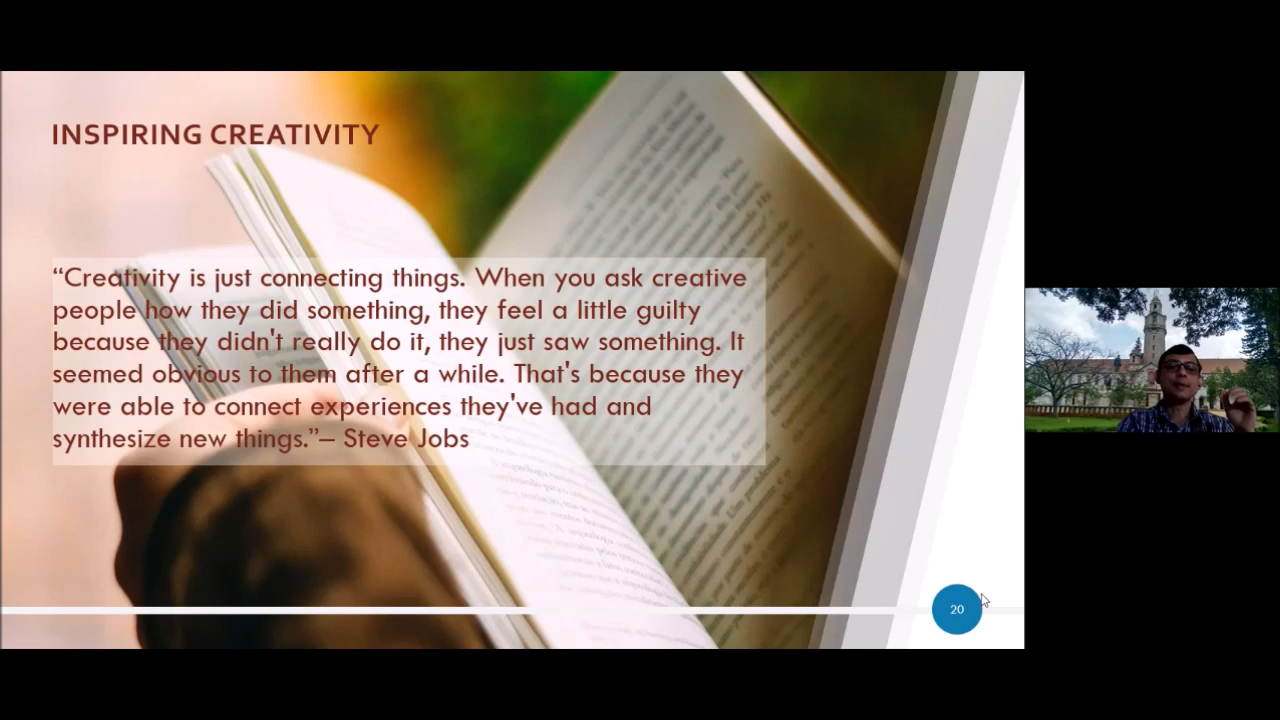 INSPIRING CREATIVITY
“Creativity is just connecting things. When you ask creative
people how they did something, they feel a little guilty
because they didn't really do it, they just saw something. It
seemed obvious to them after a while. That's because they
were able to connect experiences they've had and
synthesize new things.”– Steve Jobs
20